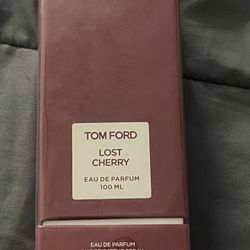 TOM FORD
LOST
CHERRY
EAU DE PARFUM
100 ML
EAU DE PARFUM